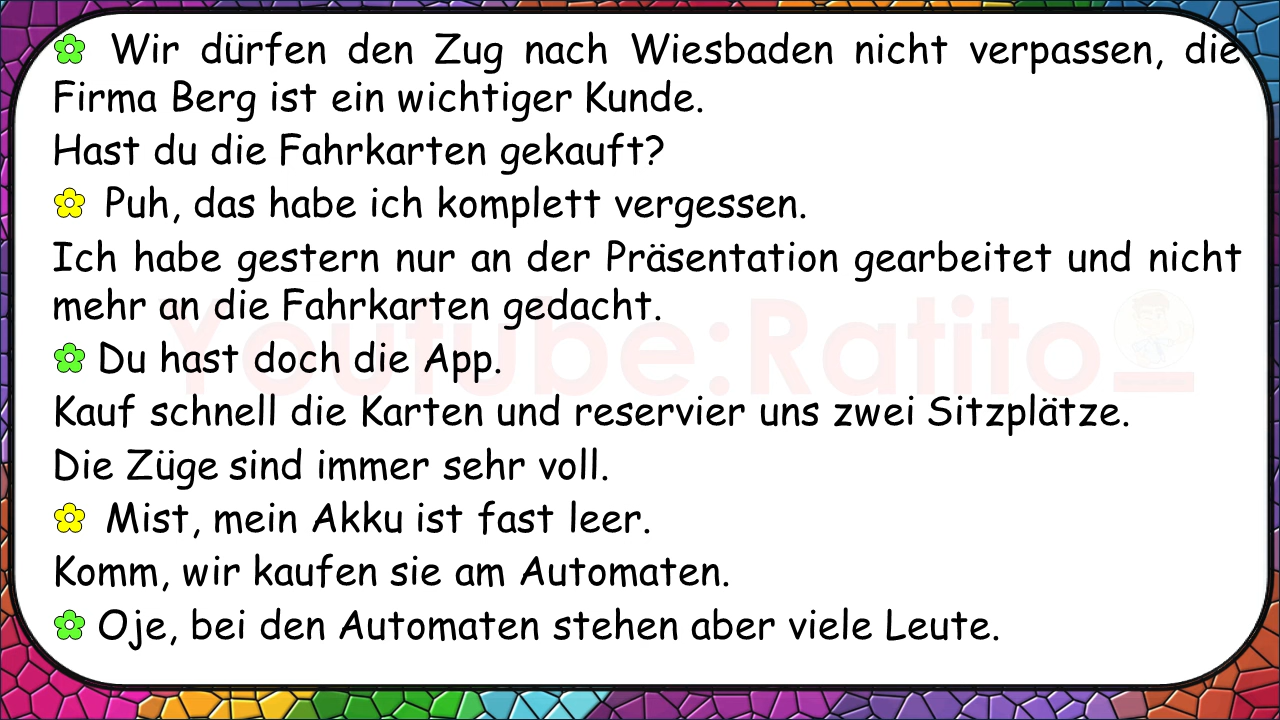 Wir dürfen den Zug nach Wiesbaden nicht verpassen, die
Firma Berg ist ein wichtiger Kunde.
Hast du die Fahrkarten gekauft?
Puh, das habe ich komplett vergessen.
Ich habe gestern nur an der Präsentation gearbeitet und nicht
mehr an die Fahrkarten gedacht.
Youtube:Ratito_
Du hast doch die App.
Kauf schnell die Karten und reservier uns zwei Sitzplätze.
Die Züge sind immer sehr voll.
Mist, mein Akku ist fast leer.
Komm, wir kaufen sie am Automaten.
Oje, bei den Automaten stehen aber viele Leute.